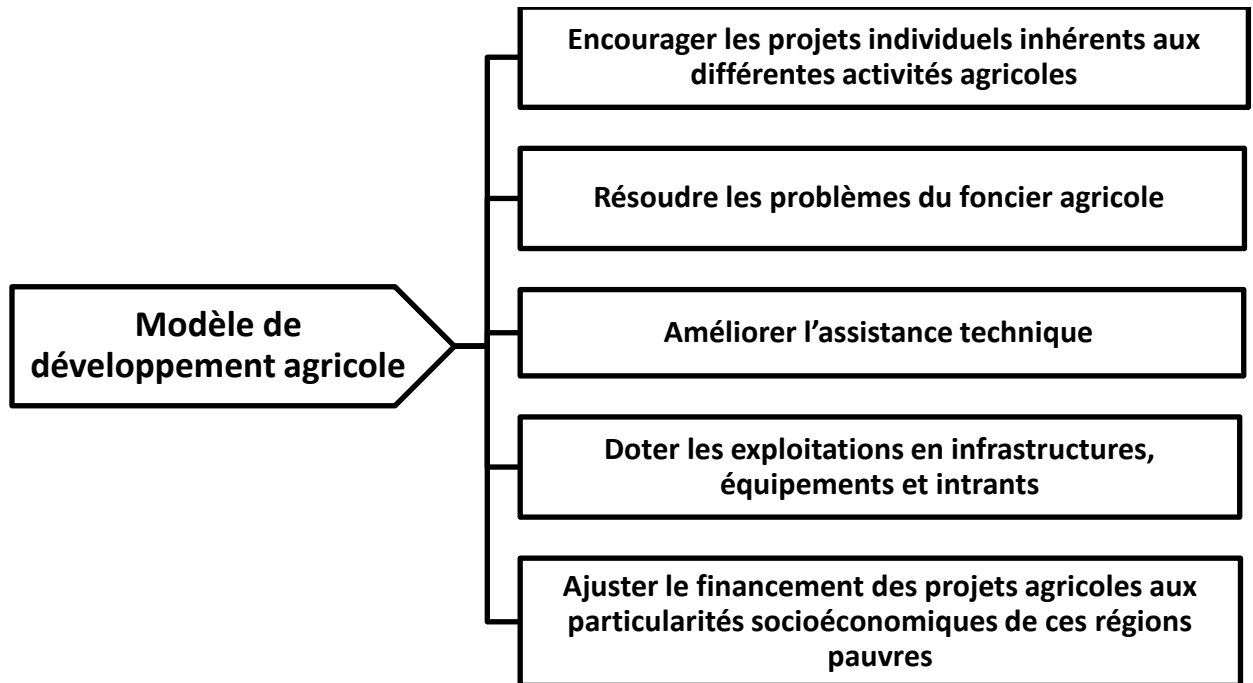 Encourager les projets individuels inhérents aux
différentes activités agricoles
Résoudre les problèmes du foncier agricole
Modèle de
développement agricole
Améliorer l’assistance technique
Doter les exploitations en infrastructures,
équipements et intrants
Ajuster le financement des projets agricoles aux
particularités socioéconomiques de ces régions
pauvres